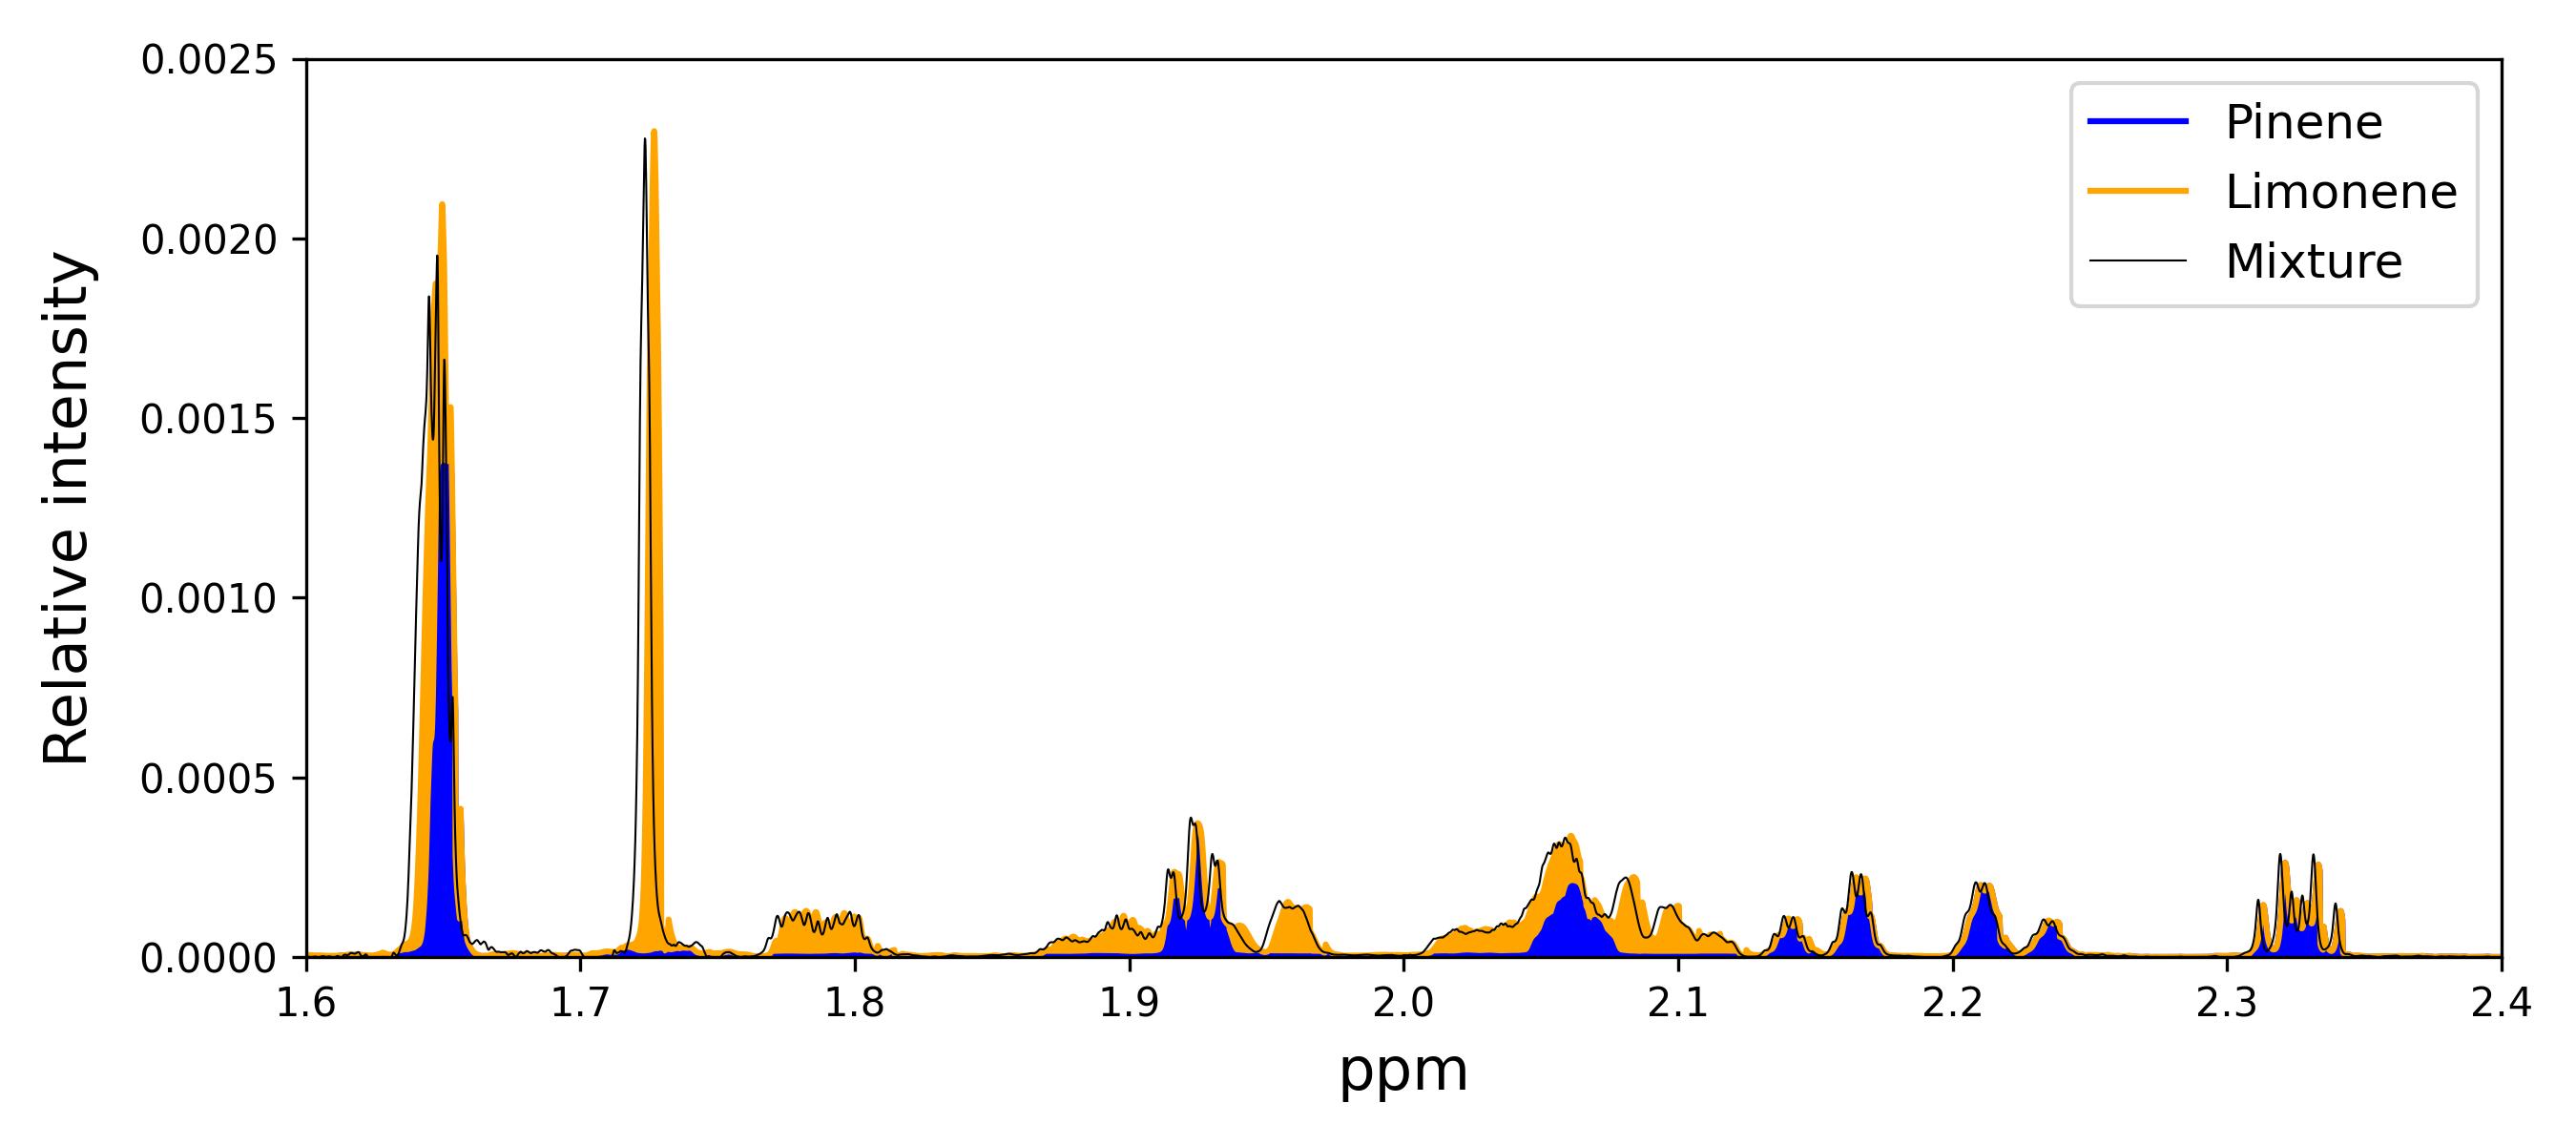 0.0025
0.0020
0.0015
0.0010
0.0005
0.0000
Relative intensity
1.6 1.7 1.8 1.9 2.0 2.1 2.2 2.3 2.4
ppm
Pinene
Limonene
Mixture